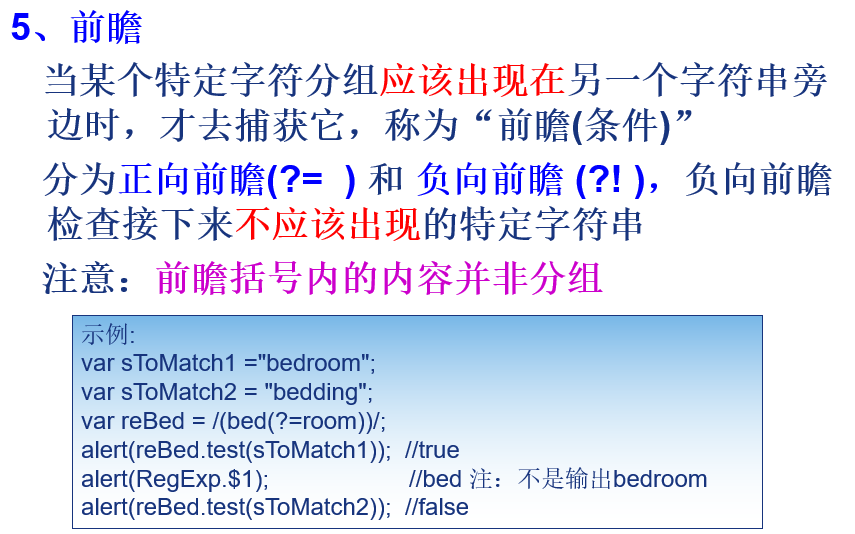 5、前瞻
当某个特定字符分组应该出现在另一个字符串旁
边时，才去捕获它，称为“前瞻(条件)”
分为正向前瞻(?=  ) 和 负向前瞻 (?! )，负向前瞻
检查接下来不应该出现的特定字符串
注意：前瞻括号内的内容并非分组
示例:
var sToMatch1 ="bedroom";
var sToMatch2 = "bedding";
var reBed = /(bed(?=room))/;
alert(reBed.test(sToMatch1));  //true
alert(RegExp.$1);                     //bed 注：不是输出bedroom
alert(reBed.test(sToMatch2));  //false